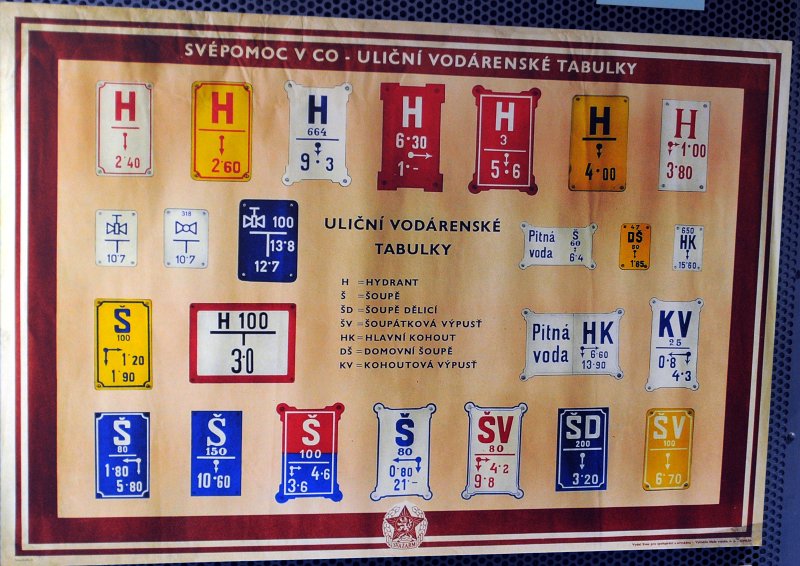 SVÉPOMOC V CO - ULIČNÍ VODÁRENSKÉ TABULKY
H
2·40
H
2·60
H
664
9·3
H
6·30
1·-
H
3
5·6
H
4·00
H
1·00
3·80
10·7
318
10·7
100
13·8
12·7
ULIČNÍ VODÁRENSKÉ
TABULKY
H = HYDRANT
Š = ŠOUPĚ
ŠD = ŠOUPĚ DĚLICÍ
ŠV = ŠOUPÁTKOVÁ VÝPUSŤ
HK = HLAVNÍ KOHOUT
DŠ = DOMOVNÍ ŠOUPĚ
KV = KOHOUTOVÁ VÝPUSŤ
Pitná voda
Š
60
6·4
47
DŠ
80
1·85
650
HK
15·60
Š
100
1·20
1·90
H 100
3·0
Pitná voda
HK
6·60
13·90
KV
25
0·8
4·3
Š
80
1·80
5·80
Š
150
10·60
Š
100
4·6
3·6
Š
80
0·80
21·-
ŠV
80
4·2
9·8
ŠD
200
3·20
ŠV
100
6·70
SVAZARM